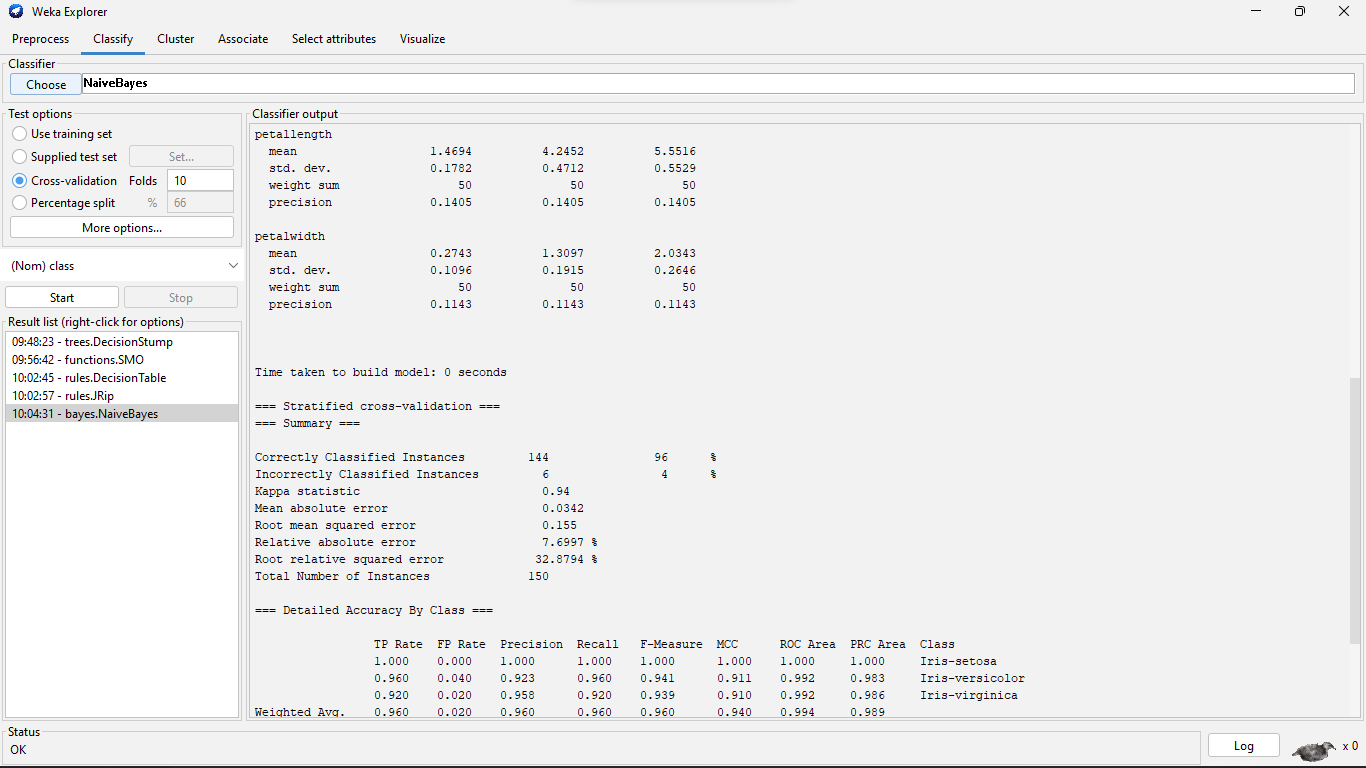 Weka Explorer
Preprocess Classify Cluster Associate Select attributes Visualize
Classifier
Choose NaiveBayes
Test options
Use training set
Supplied test set Set...
Cross-validation Folds 10
Percentage split % 66
More options...
(Nom) class
Start Stop
Result list (right-click for options)
09:48:23 - trees.DecisionStump
09:56:42 - functions.SMO
10:02:45 - rules.DecisionTable
10:02:57 - rules.JRip
10:04:31 - bayes.NaiveBayes
Classifier output
petallength
mean 1.4694 4.2452 5.5516
std. dev. 0.1782 0.4712 0.5529
weight sum 50 50 50
precision 0.1405 0.1405 0.1405
petalwidth
mean 0.2743 1.3097 2.0343
std. dev. 0.1096 0.1915 0.2646
weight sum 50 50 50
precision 0.1143 0.1143 0.1143
Time taken to build model: 0 seconds
=== Stratified cross-validation ===
=== Summary ===
Correctly Classified Instances 144 96 %
Incorrectly Classified Instances 6 4 %
Kappa statistic 0.94
Mean absolute error 0.0342
Root mean squared error 0.155
Relative absolute error 7.6997 %
Root relative squared error 32.8794 %
Total Number of Instances 150
=== Detailed Accuracy By Class ===
TP Rate FP Rate Precision Recall F-Measure MCC ROC Area PRC Area Class
1.000 0.000 1.000 1.000 1.000 1.000 1.000 1.000 Iris-setosa
0.960 0.040 0.923 0.960 0.941 0.911 0.992 0.983 Iris-versicolor
0.920 0.020 0.958 0.920 0.939 0.910 0.992 0.986 Iris-virginica
Weighted Avg. 0.960 0.020 0.960 0.960 0.960 0.940 0.994 0.989
Status
OK
Log x 0